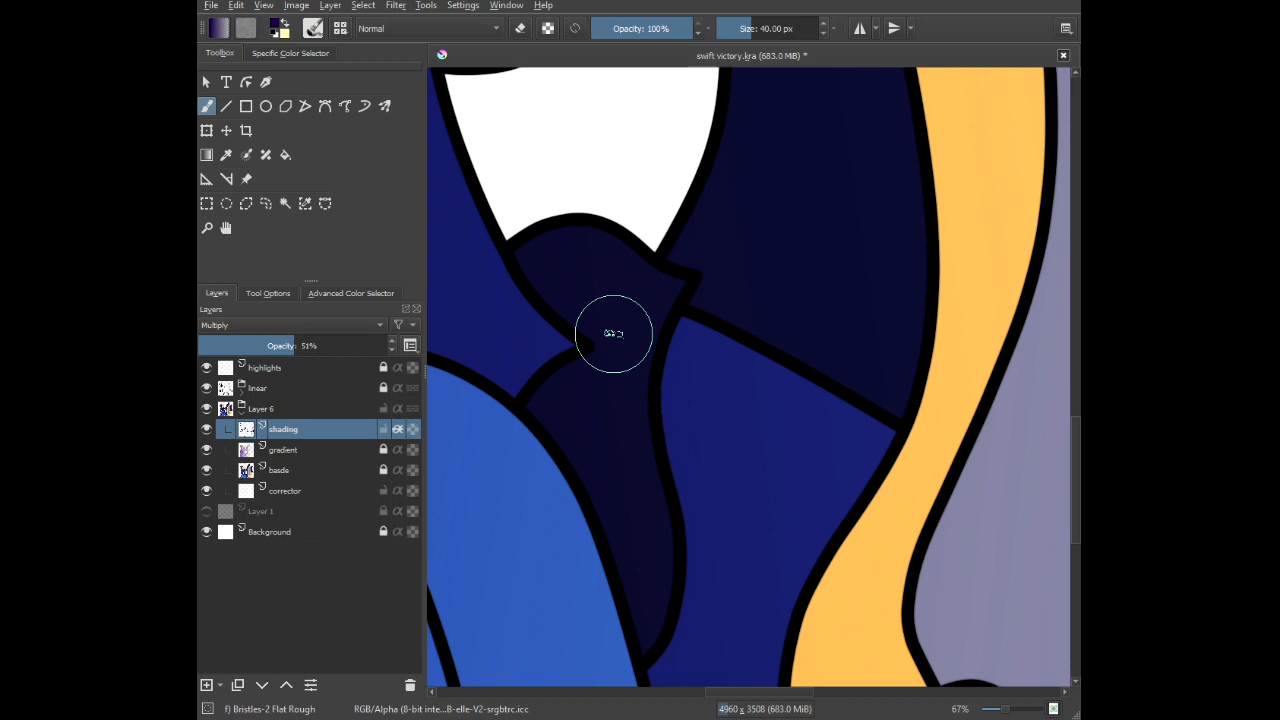 File Edit View Image Layer Select Filter Tools Settings Window Help
Normal Opacity: 100% Size: 40.00 px
Toolbox Specific Color Selector
swift victory.kra (683.0 MiB) *
Layers Tool Options Advanced Color Selector
Layers
Multiply
Opacity: 51%
highlights
linear
Layer 6
shading
gradient
basde
corrector
Layer 1
Background
f) Bristles-2 Flat Rough RGB/Alpha (8-bit inte...B-elle-V2-srgbtrc.icc 4960 x 3508 (683.0 MiB) 67%